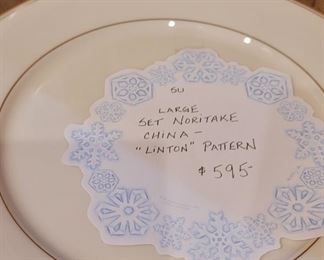 SU
LARGE
SET NORITAKE
CHINA -
"LINTON" PATTERN
$595-